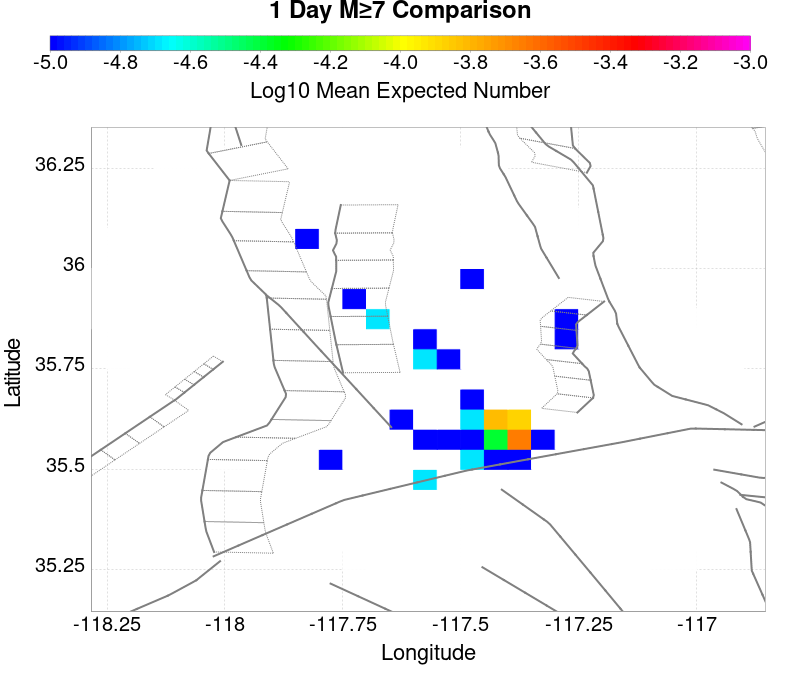 1 Day M≥7 Comparison
-5.0 -4.8 -4.6 -4.4 -4.2 -4.0 -3.8 -3.6 -3.4 -3.2 -3.0
Log10 Mean Expected Number
36.25
36
35.75
35.5
35.25
Latitude
-118.25 -118 -117.75 -117.5 -117.25 -117
Longitude